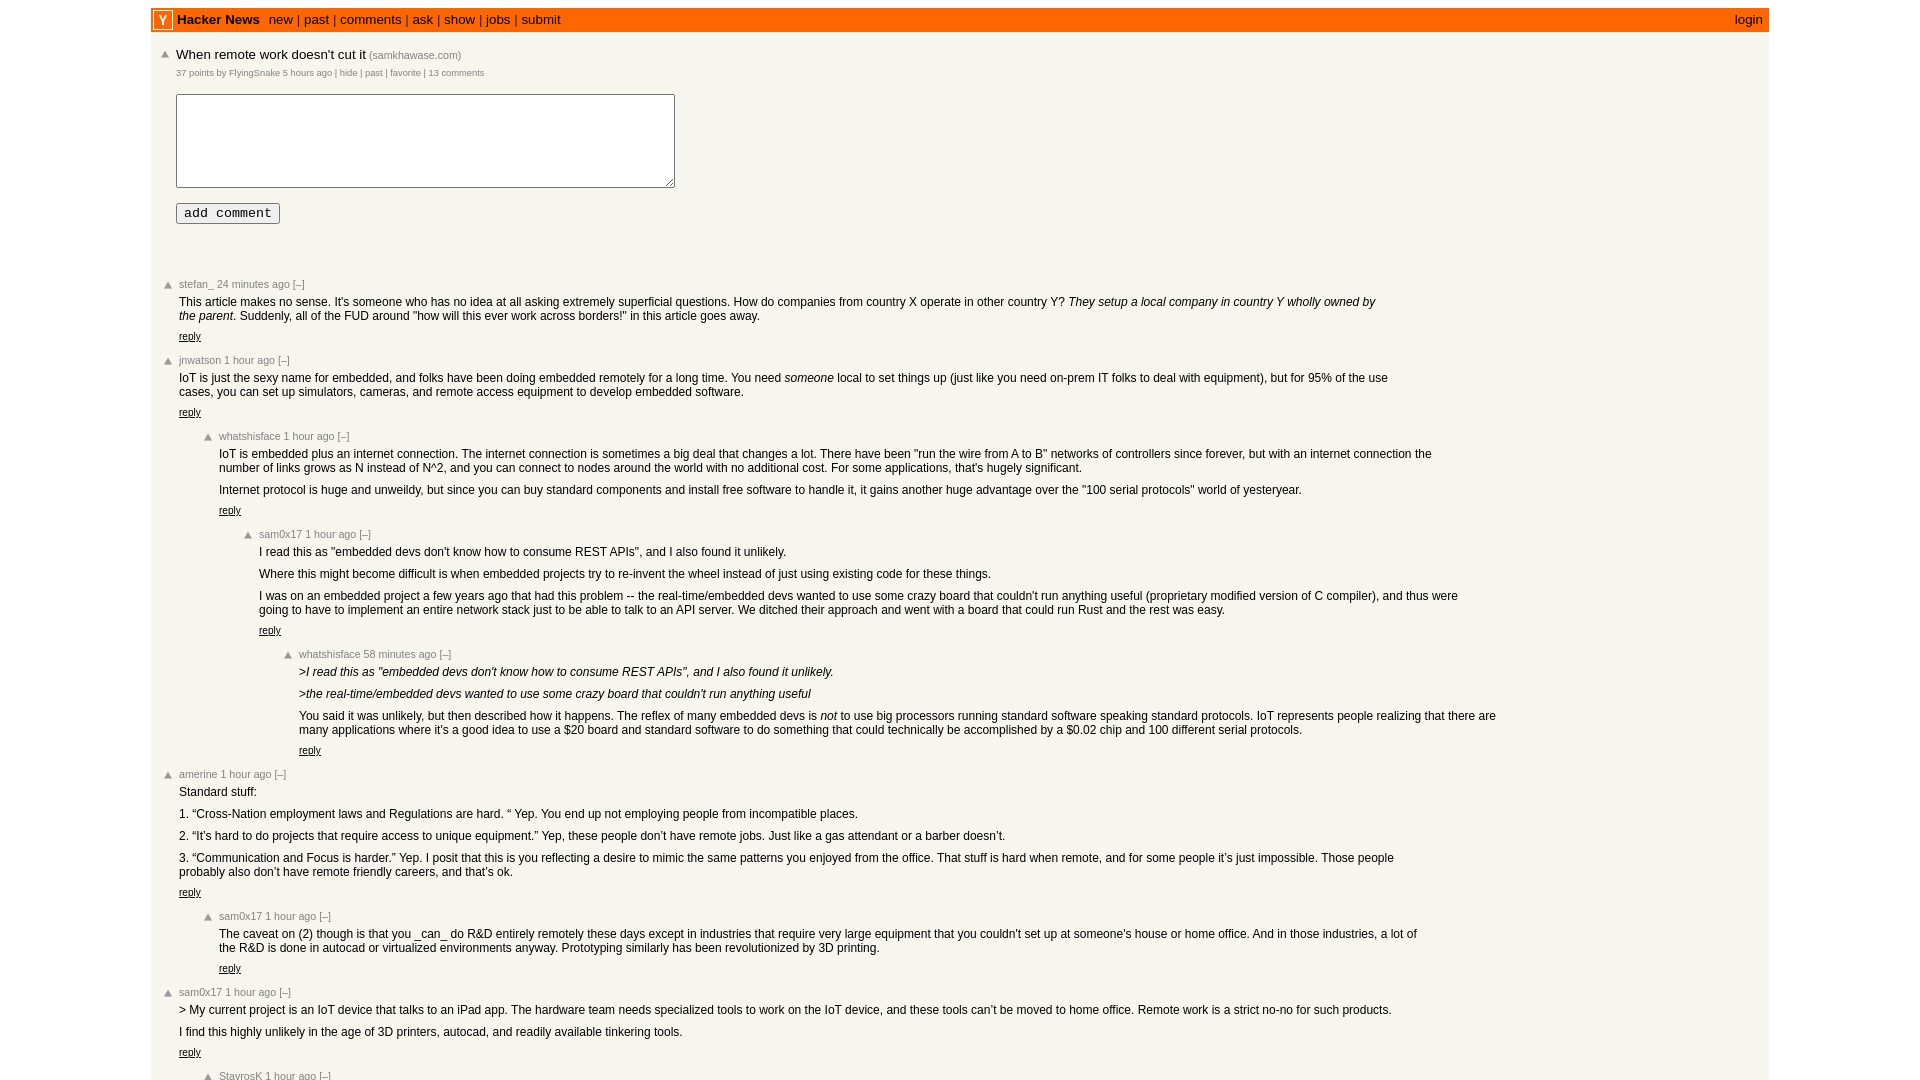 Y Hacker News new | past | comments | ask | show | jobs | submit login
When remote work doesn't cut it (samkhawase.com)
37 points by FlyingSnake 5 hours ago | hide | past | favorite | 13 comments
add comment
stefan_ 24 minutes ago [–]
This article makes no sense. It's someone who has no idea at all asking extremely superficial questions. How do companies from country X operate in other country Y? They setup a local company in country Y wholly owned by
the parent. Suddenly, all of the FUD around "how will this ever work across borders!" in this article goes away.
reply
jnwatson 1 hour ago [–]
IoT is just the sexy name for embedded, and folks have been doing embedded remotely for a long time. You need someone local to set things up (just like you need on-prem IT folks to deal with equipment), but for 95% of the use
cases, you can set up simulators, cameras, and remote access equipment to develop embedded software.
reply
whatshisface 1 hour ago [–]
IoT is embedded plus an internet connection. The internet connection is sometimes a big deal that changes a lot. There have been "run the wire from A to B" networks of controllers since forever, but with an internet connection the
number of links grows as N instead of N^2, and you can connect to nodes around the world with no additional cost. For some applications, that's hugely significant.
Internet protocol is huge and unweildy, but since you can buy standard components and install free software to handle it, it gains another huge advantage over the "100 serial protocols" world of yesteryear.
reply
sam0x17 1 hour ago [–]
I read this as "embedded devs don't know how to consume REST APIs", and I also found it unlikely.
Where this might become difficult is when embedded projects try to re-invent the wheel instead of just using existing code for these things.
I was on an embedded project a few years ago that had this problem -- the real-time/embedded devs wanted to use some crazy board that couldn't run anything useful (proprietary modified version of C compiler), and thus were
going to have to implement an entire network stack just to be able to talk to an API server. We ditched their approach and went with a board that could run Rust and the rest was easy.
reply
whatshisface 58 minutes ago [–]
>I read this as "embedded devs don't know how to consume REST APIs", and I also found it unlikely.
>the real-time/embedded devs wanted to use some crazy board that couldn't run anything useful
You said it was unlikely, but then described how it happens. The reflex of many embedded devs is not to use big processors running standard software speaking standard protocols. IoT represents people realizing that there are
many applications where it's a good idea to use a $20 board and standard software to do something that could technically be accomplished by a $0.02 chip and 100 different serial protocols.
reply
amerine 1 hour ago [–]
Standard stuff:
1. “Cross-Nation employment laws and Regulations are hard. “ Yep. You end up not employing people from incompatible places.
2. “It’s hard to do projects that require access to unique equipment.” Yep, these people don’t have remote jobs. Just like a gas attendant or a barber doesn’t.
3. “Communication and Focus is harder.” Yep. I posit that this is you reflecting a desire to mimic the same patterns you enjoyed from the office. That stuff is hard when remote, and for some people it’s just impossible. Those people
probably also don’t have remote friendly careers, and that’s ok.
reply
sam0x17 1 hour ago [–]
The caveat on (2) though is that you _can_ do R&D entirely remotely these days except in industries that require very large equipment that you couldn't set up at someone's house or home office. And in those industries, a lot of
the R&D is done in autocad or virtualized environments anyway. Prototyping similarly has been revolutionized by 3D printing.
reply
sam0x17 1 hour ago [–]
> My current project is an IoT device that talks to an iPad app. The hardware team needs specialized tools to work on the IoT device, and these tools can’t be moved to home office. Remote work is a strict no-no for such products.
I find this highly unlikely in the age of 3D printers, autocad, and readily available tinkering tools.
reply
StavrosK 1 hour ago [–]